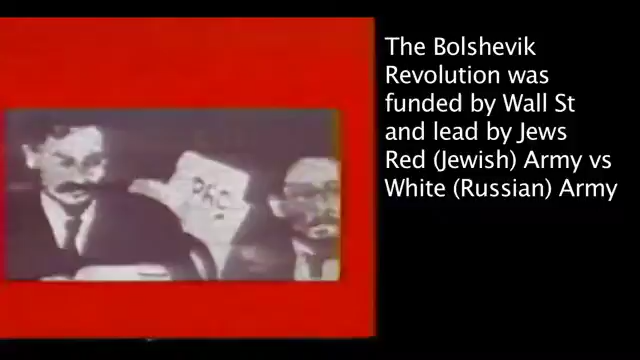 The Bolshevik
Revolution was
funded by Wall St
and lead by Jews
Red (Jewish) Army vs
White (Russian) Army